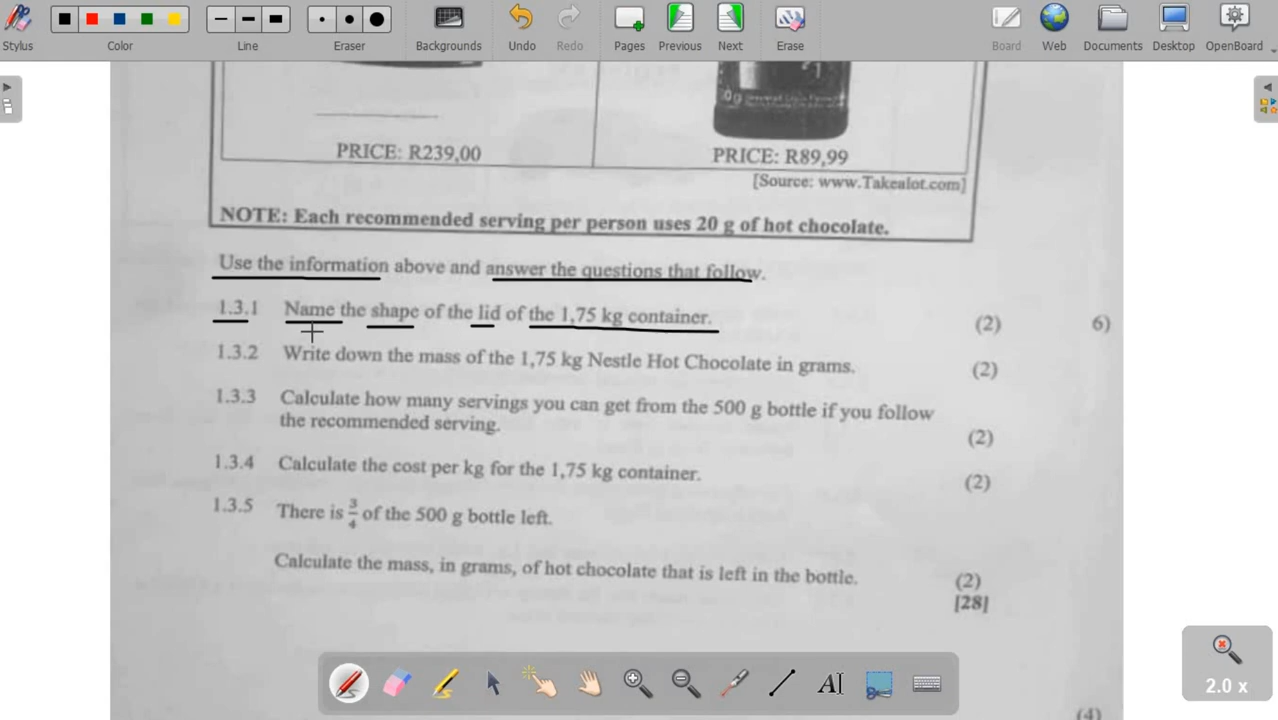 Stylus
Color
Line
Eraser
Backgrounds
Undo
Redo
Pages
Previous
Next
Erase
Board
Web
Documents
Desktop
OpenBoard
PRICE: R239,00
PRICE: R89,99
[Source: www.Takealot.com]
NOTE: Each recommended serving per person uses 20 g of hot chocolate.
Use the information above and answer the questions that follow.
1.3.1 Name the shape of the lid of the 1,75 kg container. (2) 6)
1.3.2 Write down the mass of the 1,75 kg Nestle Hot Chocolate in grams. (2)
1.3.3 Calculate how many servings you can get from the 500 g bottle if you follow
the recommended serving. (2)
1.3.4 Calculate the cost per kg for the 1,75 kg container. (2)
1.3.5 There is 3/4 of the 500 g bottle left.
Calculate the mass, in grams, of hot chocolate that is left in the bottle. (2)
[28]
2.0 x
(4)